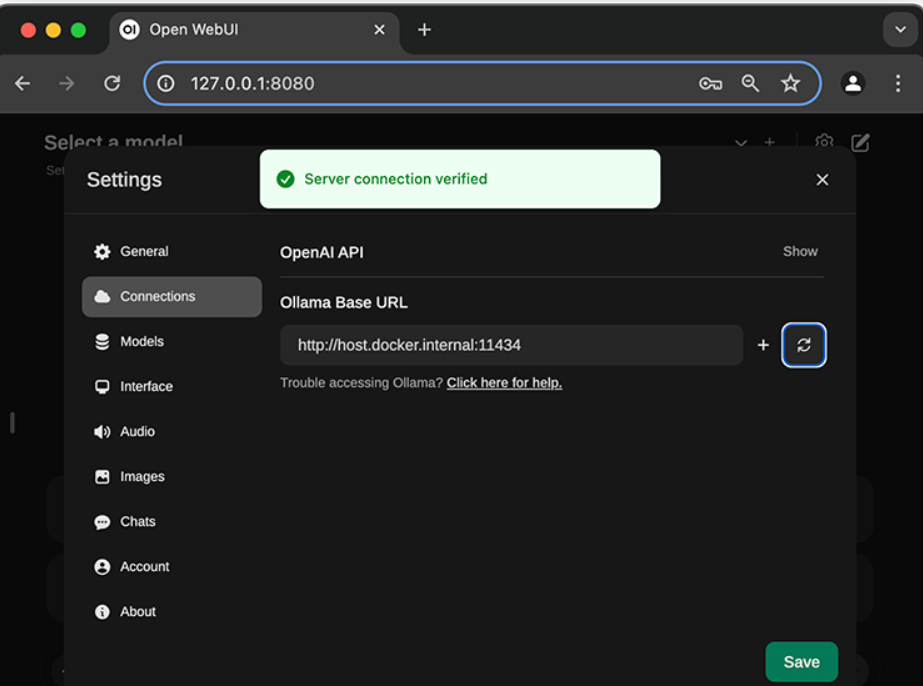 Open WebUI
127.0.0.1:8080
Select a model
Set
Settings
Server connection verified
General
Connections
Models
Interface
Audio
Images
Chats
Account
About
OpenAI API
Show
Ollama Base URL
http://host.docker.internal:11434
Trouble accessing Ollama? Click here for help.
Save